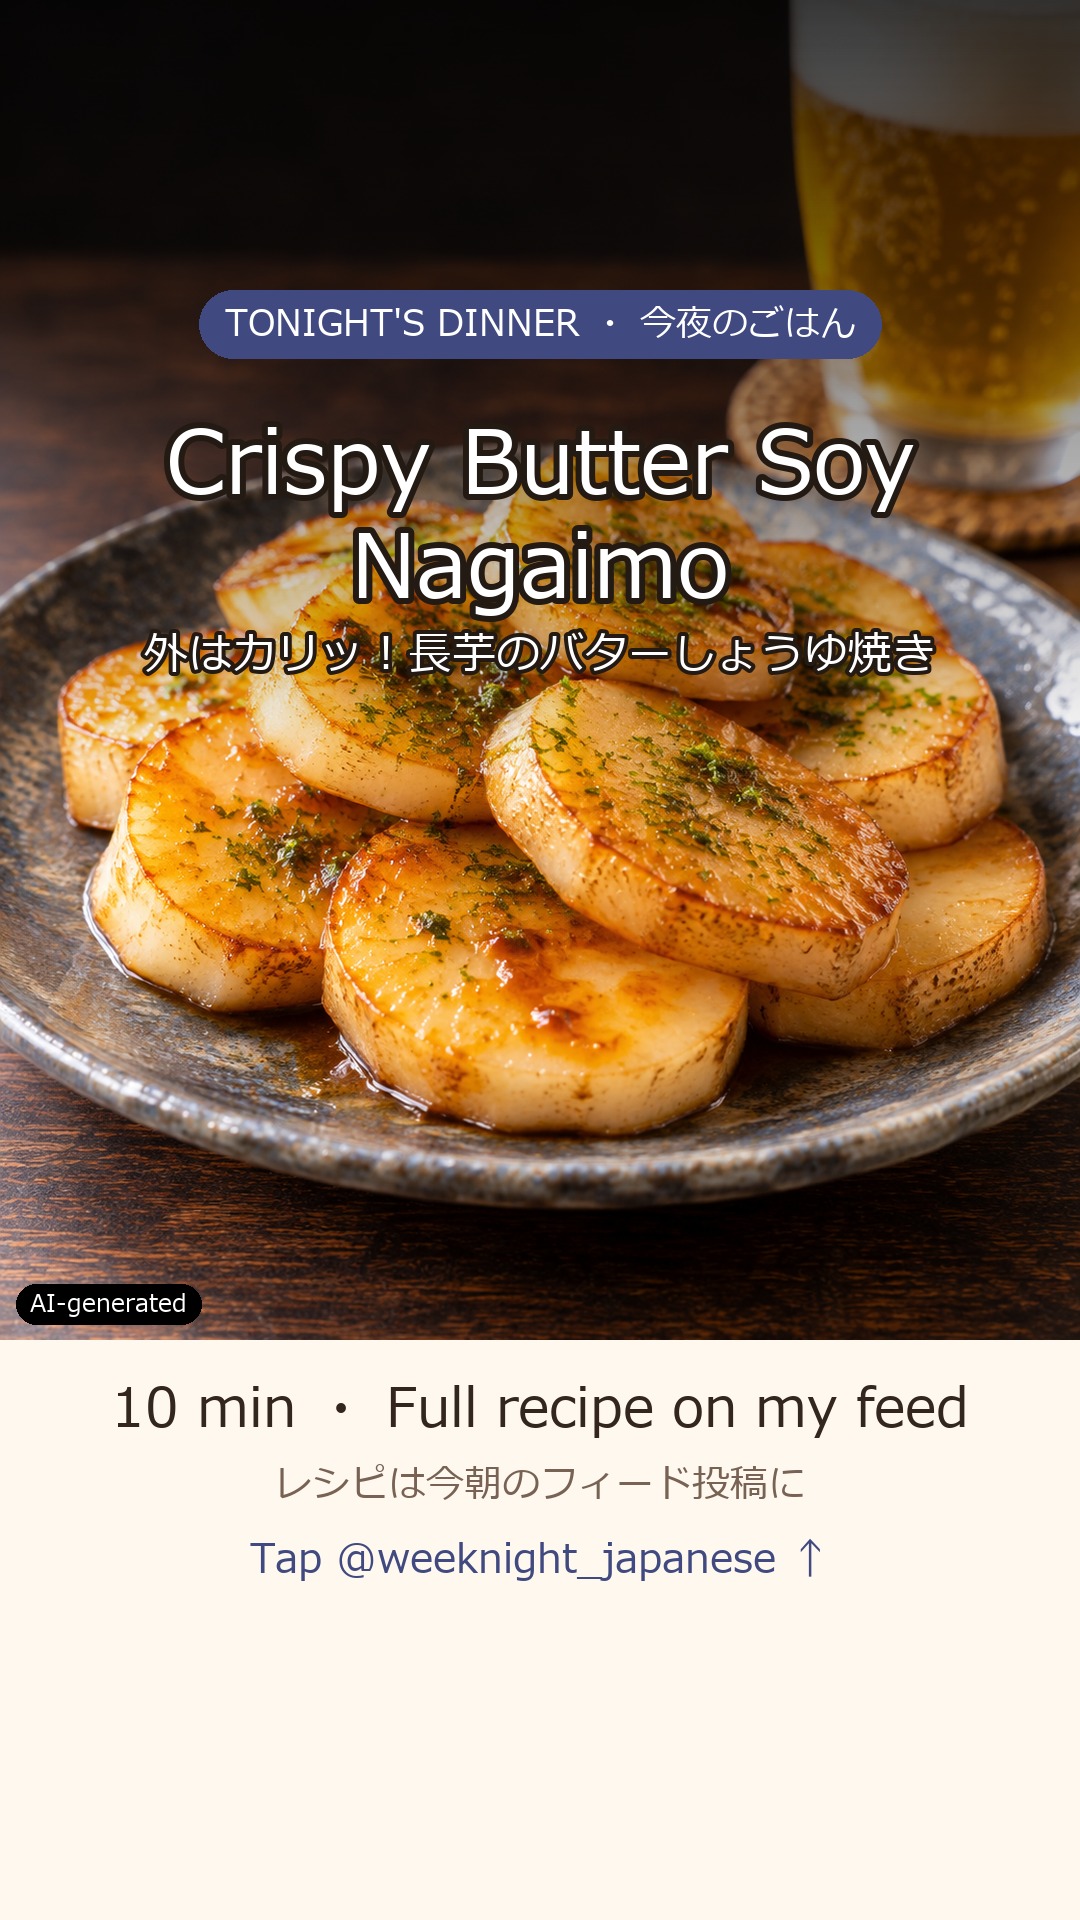 TONIGHT'S DINNER ・ 今夜のごはん
Crispy Butter Soy
Nagaimo
外はカリッ！長芋のバターしょうゆ焼き
AI-generated
10 min ・ Full recipe on my feed
レシピは今朝のフィード投稿に
Tap @weeknight_japanese ↑